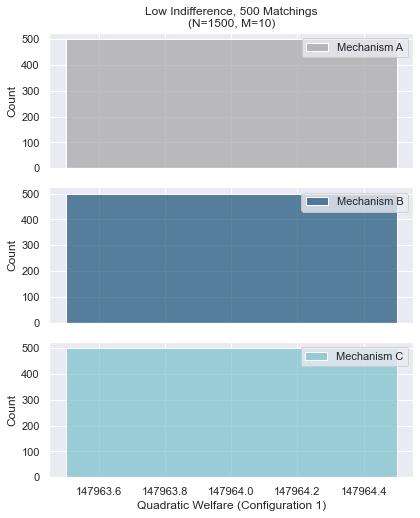 Low Indifference, 500 Matchings
(N=1500, M=10)
500
400
300
200
100
0
Count
Mechanism A
500
400
300
200
100
0
Count
Mechanism B
500
400
300
200
100
0
Count
Mechanism C
147963.6 147963.8 147964.0 147964.2 147964.4
Quadratic Welfare (Configuration 1)